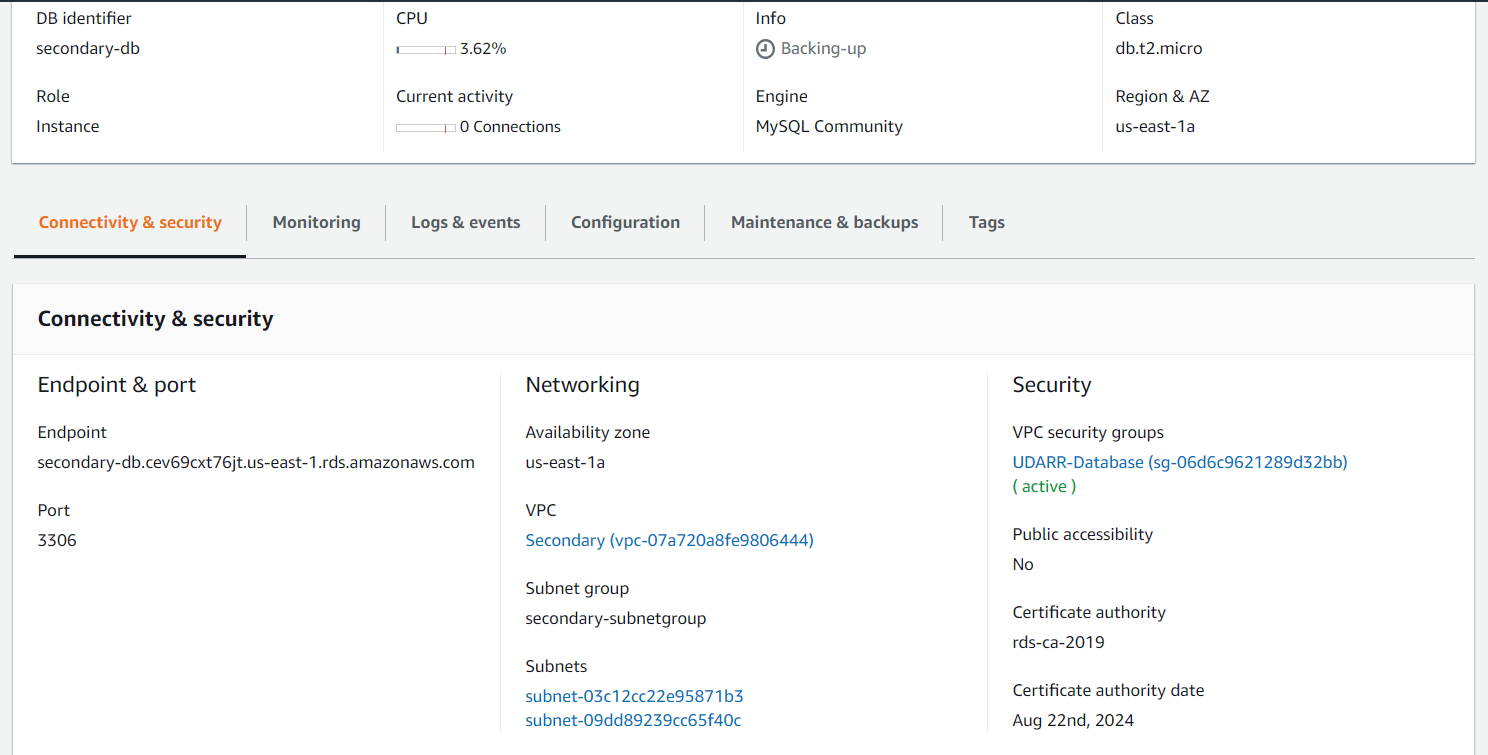 DB identifier
secondary-db
CPU
3.62%
Info
Backing-up
Class
db.t2.micro
Role
Instance
Current activity
0 Connections
Engine
MySQL Community
Region & AZ
us-east-1a
Connectivity & security
Monitoring
Logs & events
Configuration
Maintenance & backups
Tags
Connectivity & security
Endpoint & port
Endpoint
secondary-db.cev69cxt76jt.us-east-1.rds.amazonaws.com
Port
3306
Networking
Availability zone
us-east-1a
VPC
Secondary (vpc-07a720a8fe9806444)
Subnet group
secondary-subnetgroup
Subnets
subnet-03c12cc22e95871b3
subnet-09dd89239cc65f40c
Security
VPC security groups
UDARR-Database (sg-06d6c9621289d32bb)
( active )
Public accessibility
No
Certificate authority
rds-ca-2019
Certificate authority date
Aug 22nd, 2024